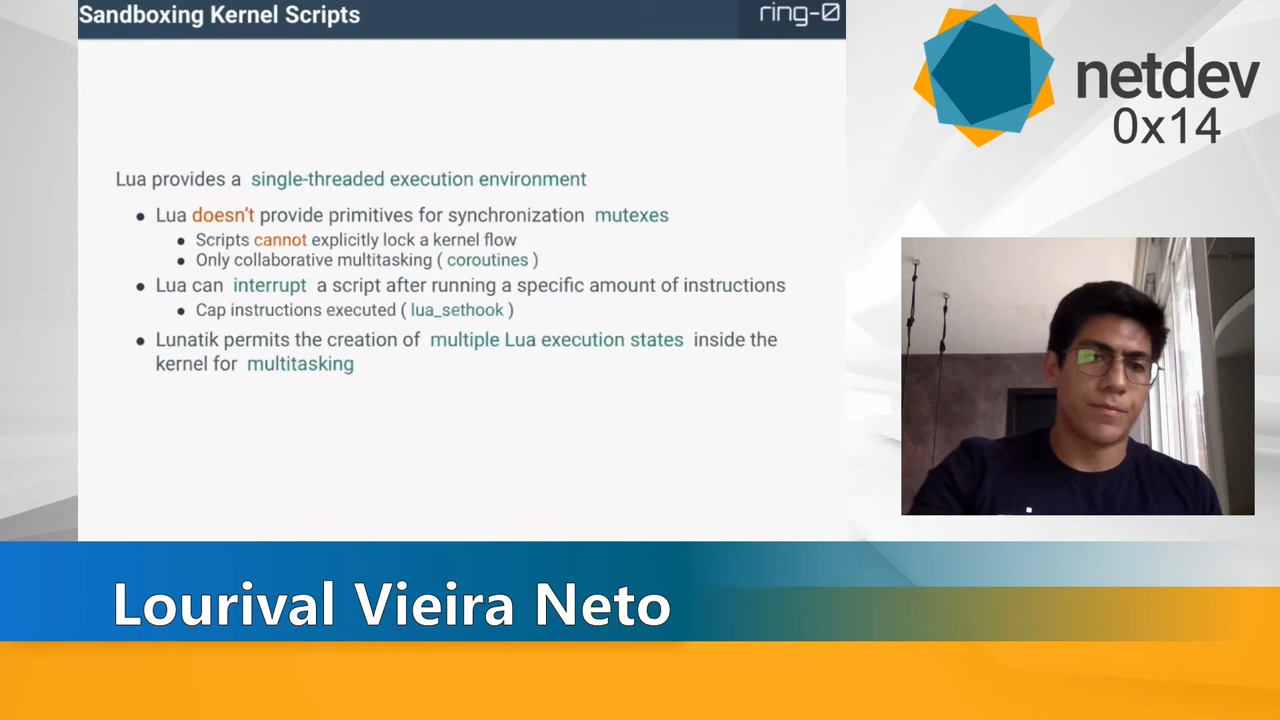 Sandboxing Kernel Scripts
ring-0
netdev
0x14
Lua provides a single-threaded execution environment
• Lua doesn't provide primitives for synchronization mutexes
• Scripts cannot explicitly lock a kernel flow
• Only collaborative multitasking ( coroutines )
• Lua can interrupt a script after running a specific amount of instructions
• Cap instructions executed ( lua_sethook )
• Lunatik permits the creation of multiple Lua execution states inside the
kernel for multitasking
Lourival Vieira Neto